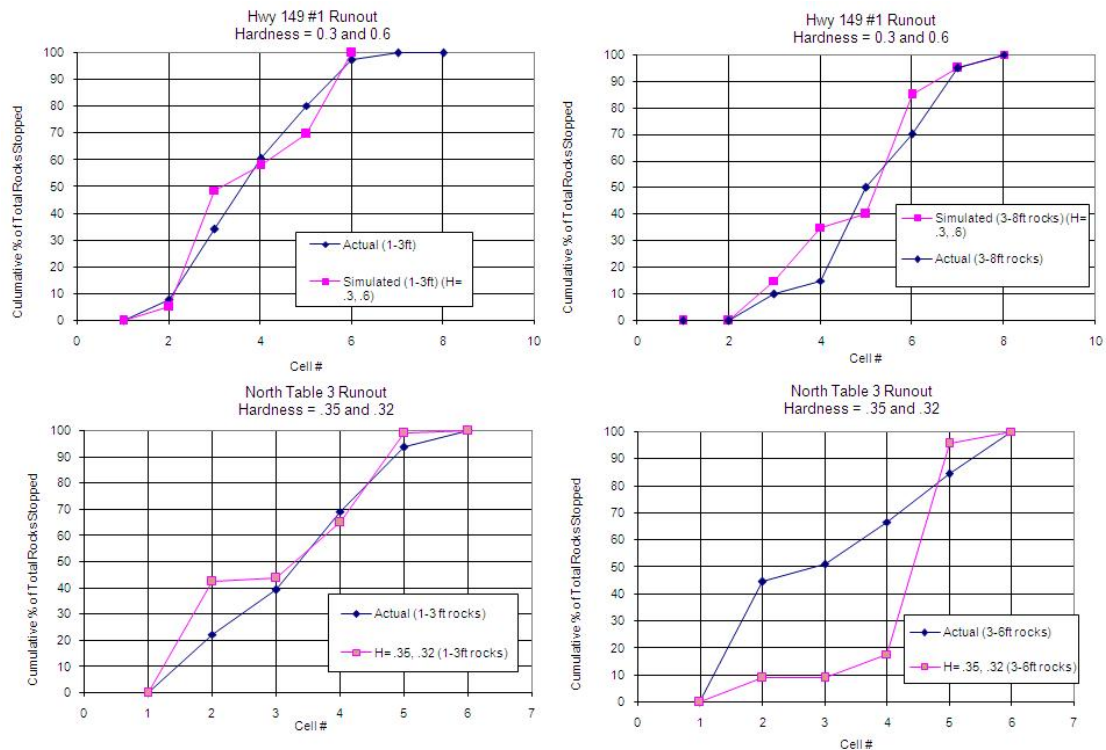 Hwy 149 #1 Runout
Hardness = 0.3 and 0.6
Culumative % of Total Rocks Stopped
100
90
80
70
60
50
40
30
20
10
0
0 2 4 6 8 10
Cell #
Actual (1-3ft)
Simulated (1-3ft) (H=
.3, .6)
Hwy 149 #1 Runout
Hardness = 0.3 and 0.6
Cumulative % of Total Rocks Stopped
100
90
80
70
60
50
40
30
20
10
0
0 2 4 6 8 10
Cell #
Simulated (3-8ft rocks) (H=
.3, .6)
Actual (3-8ft rocks)
North Table 3 Runout
Hardness = .35 and .32
Cumulative % of Total Rocks Stopped
100
90
80
70
60
50
40
30
20
10
0
0 1 2 3 4 5 6 7
Cell #
Actual (1-3ft rocks)
H= .35, .32 (1-3ft rocks)
North Table 3 Runout
Hardness = .35 and .32
Cumulative % of Total Rocks Stopped
100
90
80
70
60
50
40
30
20
10
0
0 1 2 3 4 5 6 7
Cell #
Actual (3-6ft rocks)
H= .35, .32 (3-6ft rocks)